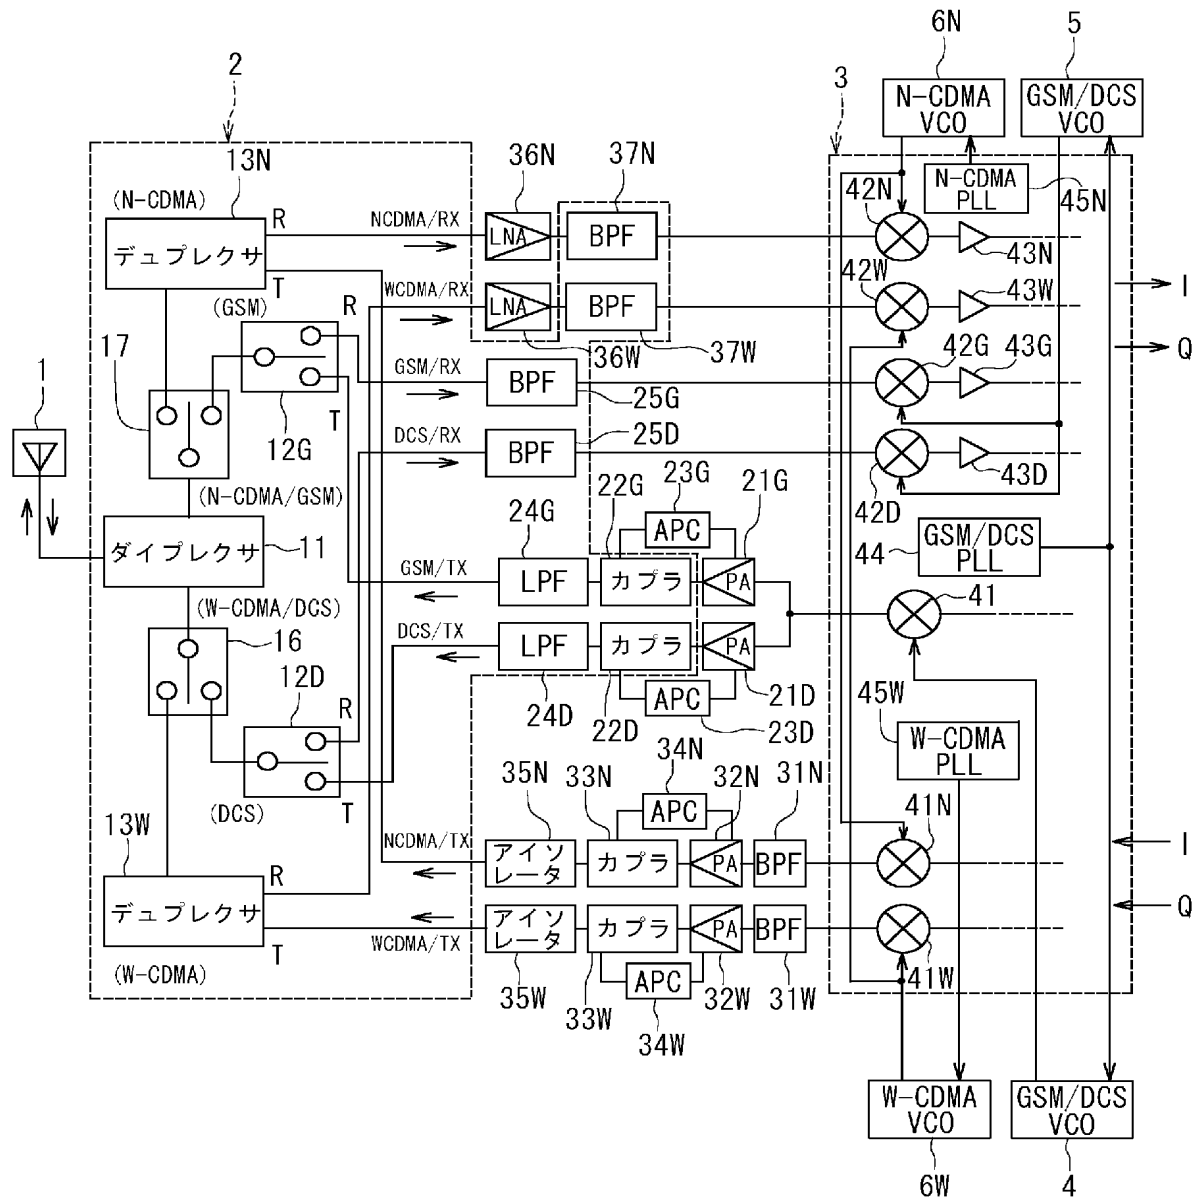 6N
5
2
3
N-CDMA
VCO
GSM/DCS
VCO
13N
36N
37N
(N-CDMA)
デュプレクサ
R
T
NCDMA/RX
LNA
BPF
42N
N-CDMA
PLL
45N
43N
(GSM)
R
WCDMA/RX
LNA
BPF
42W
43W
I
17
36W
37W
42G
43G
Q
1
T
12G
GSM/RX
BPF
25G
DCS/RX
BPF
25D
42D
43D
(N-CDMA/GSM)
24G
22G
23G
21G
APC
ダイプレクサ
11
GSM/TX
LPF
カプラ
PA
44
GSM/DCS
PLL
41
(W-CDMA/DCS)
16
DCS/TX
LPF
カプラ
PA
12D
R
24D
22D
APC
23D
21D
45W
W-CDMA
PLL
(DCS)
T
34N
35N
33N
APC
32N
31N
41N
13W
NCDMA/TX
アイソ
レータ
カプラ
PA
BPF
I
R
デュプレクサ
T
WCDMA/TX
アイソ
レータ
カプラ
PA
BPF
Q
(W-CDMA)
35W
33W
APC
34W
32W
31W
41W
W-CDMA
VCO
GSM/DCS
VCO
6W
4